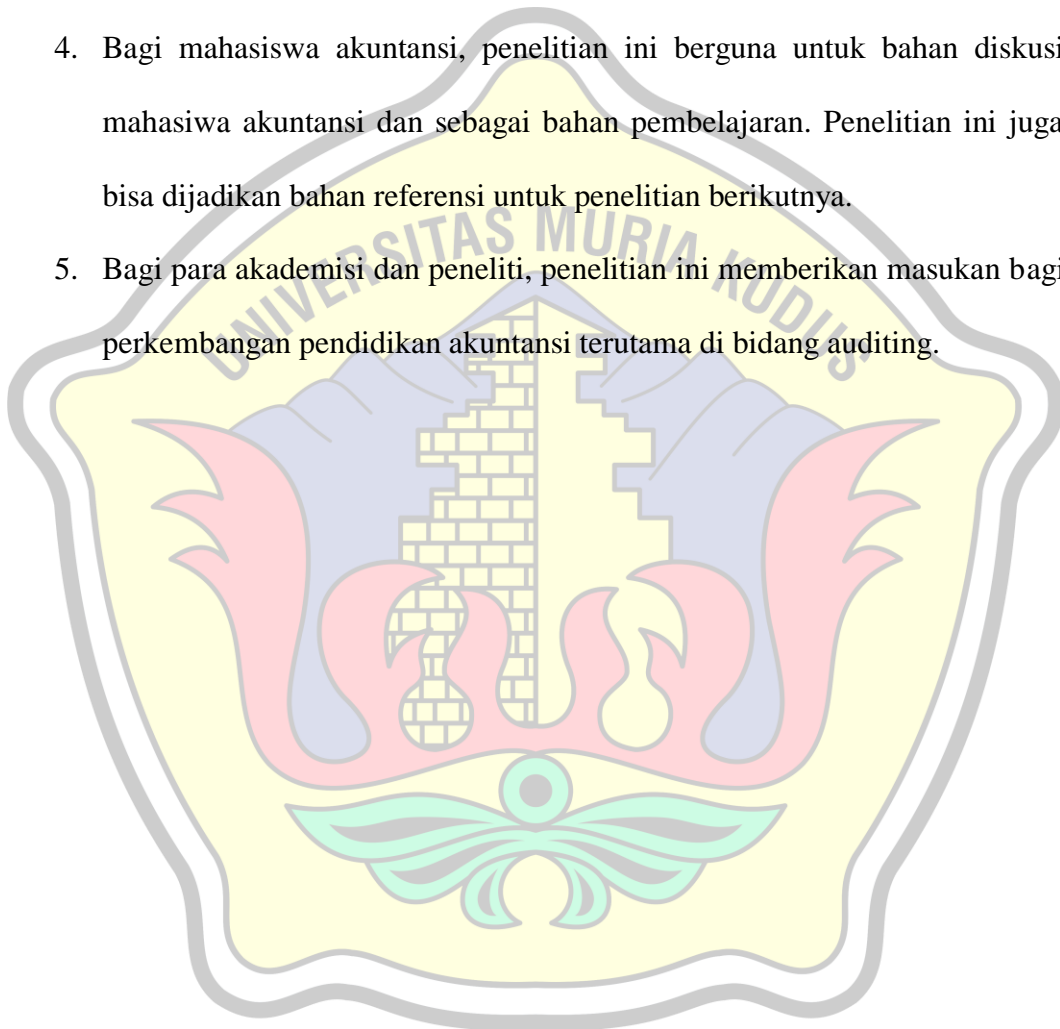 4. Bagi mahasiswa akuntansi, penelitian ini berguna untuk bahan diskusi
mahasiwa akuntansi dan sebagai bahan pembelajaran. Penelitian ini juga
bisa dijadikan bahan referensi untuk penelitian berikutnya.
UNIVERSITAS MURIA KUDUS
5. Bagi para akademisi dan peneliti, penelitian ini memberikan masukan bagi
perkembangan pendidikan akuntansi terutama di bidang auditing.